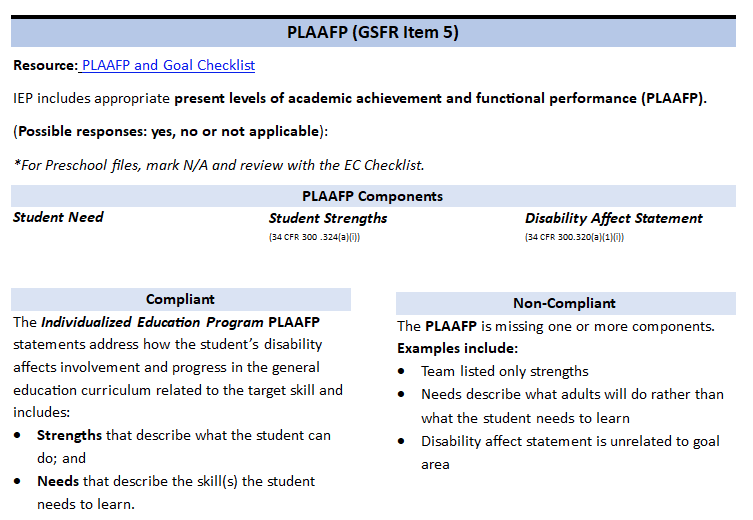 PLAAFP (GSFR Item 5)
Resource: PLAAFP and Goal Checklist
IEP includes appropriate present levels of academic achievement and functional performance (PLAAFP).
(Possible responses: yes, no or not applicable):
*For Preschool files, mark N/A and review with the EC Checklist.
PLAAFP Components
Student Need
Student Strengths
(34 CFR 300 .324(a)(i))
Disability Affect Statement
(34 CFR 300.320(a)(1)(i))
Compliant
The Individualized Education Program PLAAFP
statements address how the student’s disability
affects involvement and progress in the general
education curriculum related to the target skill and
includes:
• Strengths that describe what the student can
do; and
• Needs that describe the skill(s) the student
needs to learn.
Non-Compliant
The PLAAFP is missing one or more components.
Examples include:
• Team listed only strengths
• Needs describe what adults will do rather than
what the student needs to learn
• Disability affect statement is unrelated to goal
area